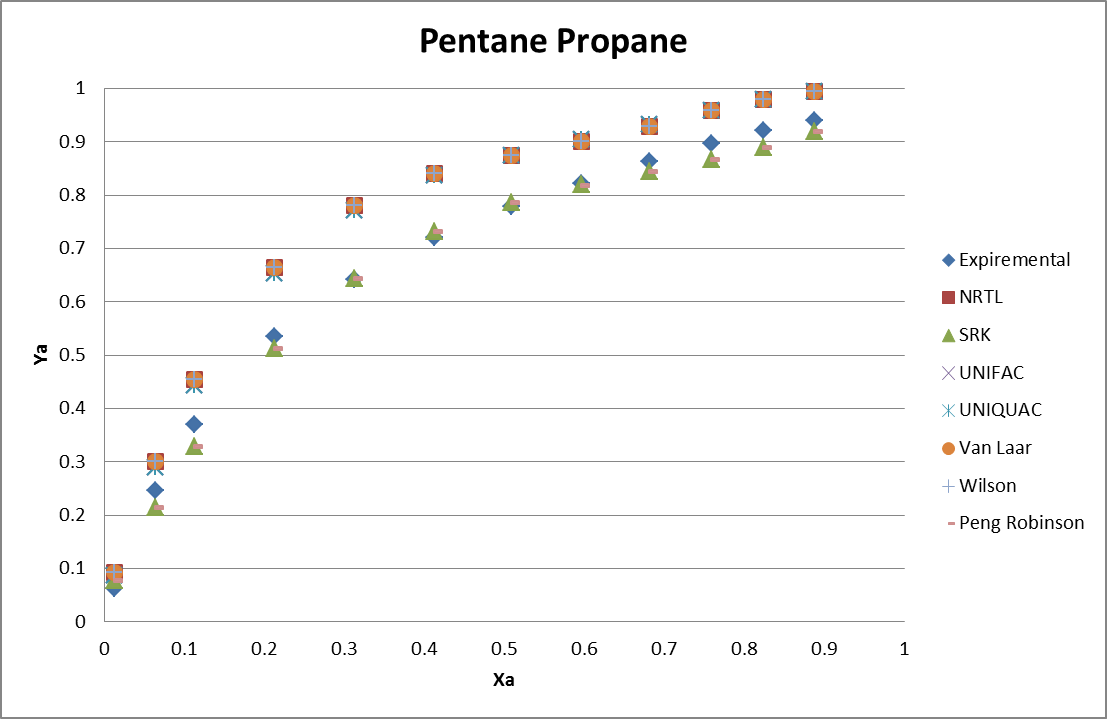 Pentane Propane
1
0.9
0.8
0.7
0.6
0.5
0.4
0.3
0.2
0.1
0
Ya
0 0.1 0.2 0.3 0.4 0.5 0.6 0.7 0.8 0.9 1
Xa
Expiremental
NRTL
SRK
UNIFAC
UNIQUAC
Van Laar
Wilson
Peng Robinson